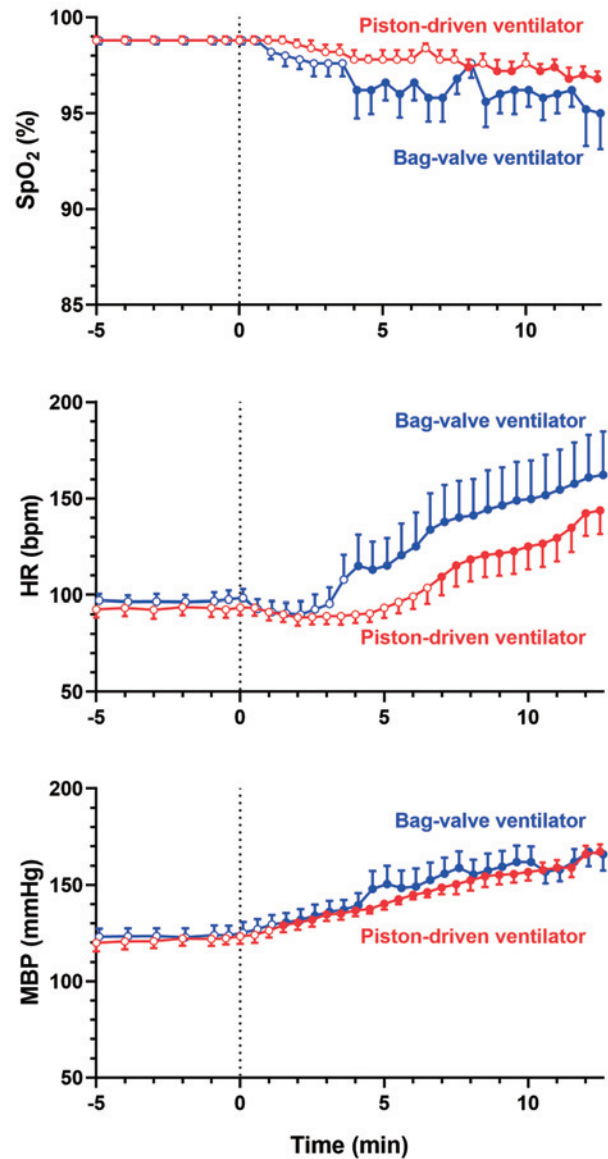 100
Piston-driven ventilator
95
Bag-valve ventilator
SpO₂ (%)
90
85
-5 0 5 10
200
Bag-valve ventilator
150
HR (bpm)
100
Piston-driven ventilator
50
-5 0 5 10
200
Bag-valve ventilator
150
MBP (mmHg)
Piston-driven ventilator
100
50
-5 0 5 10
Time (min)